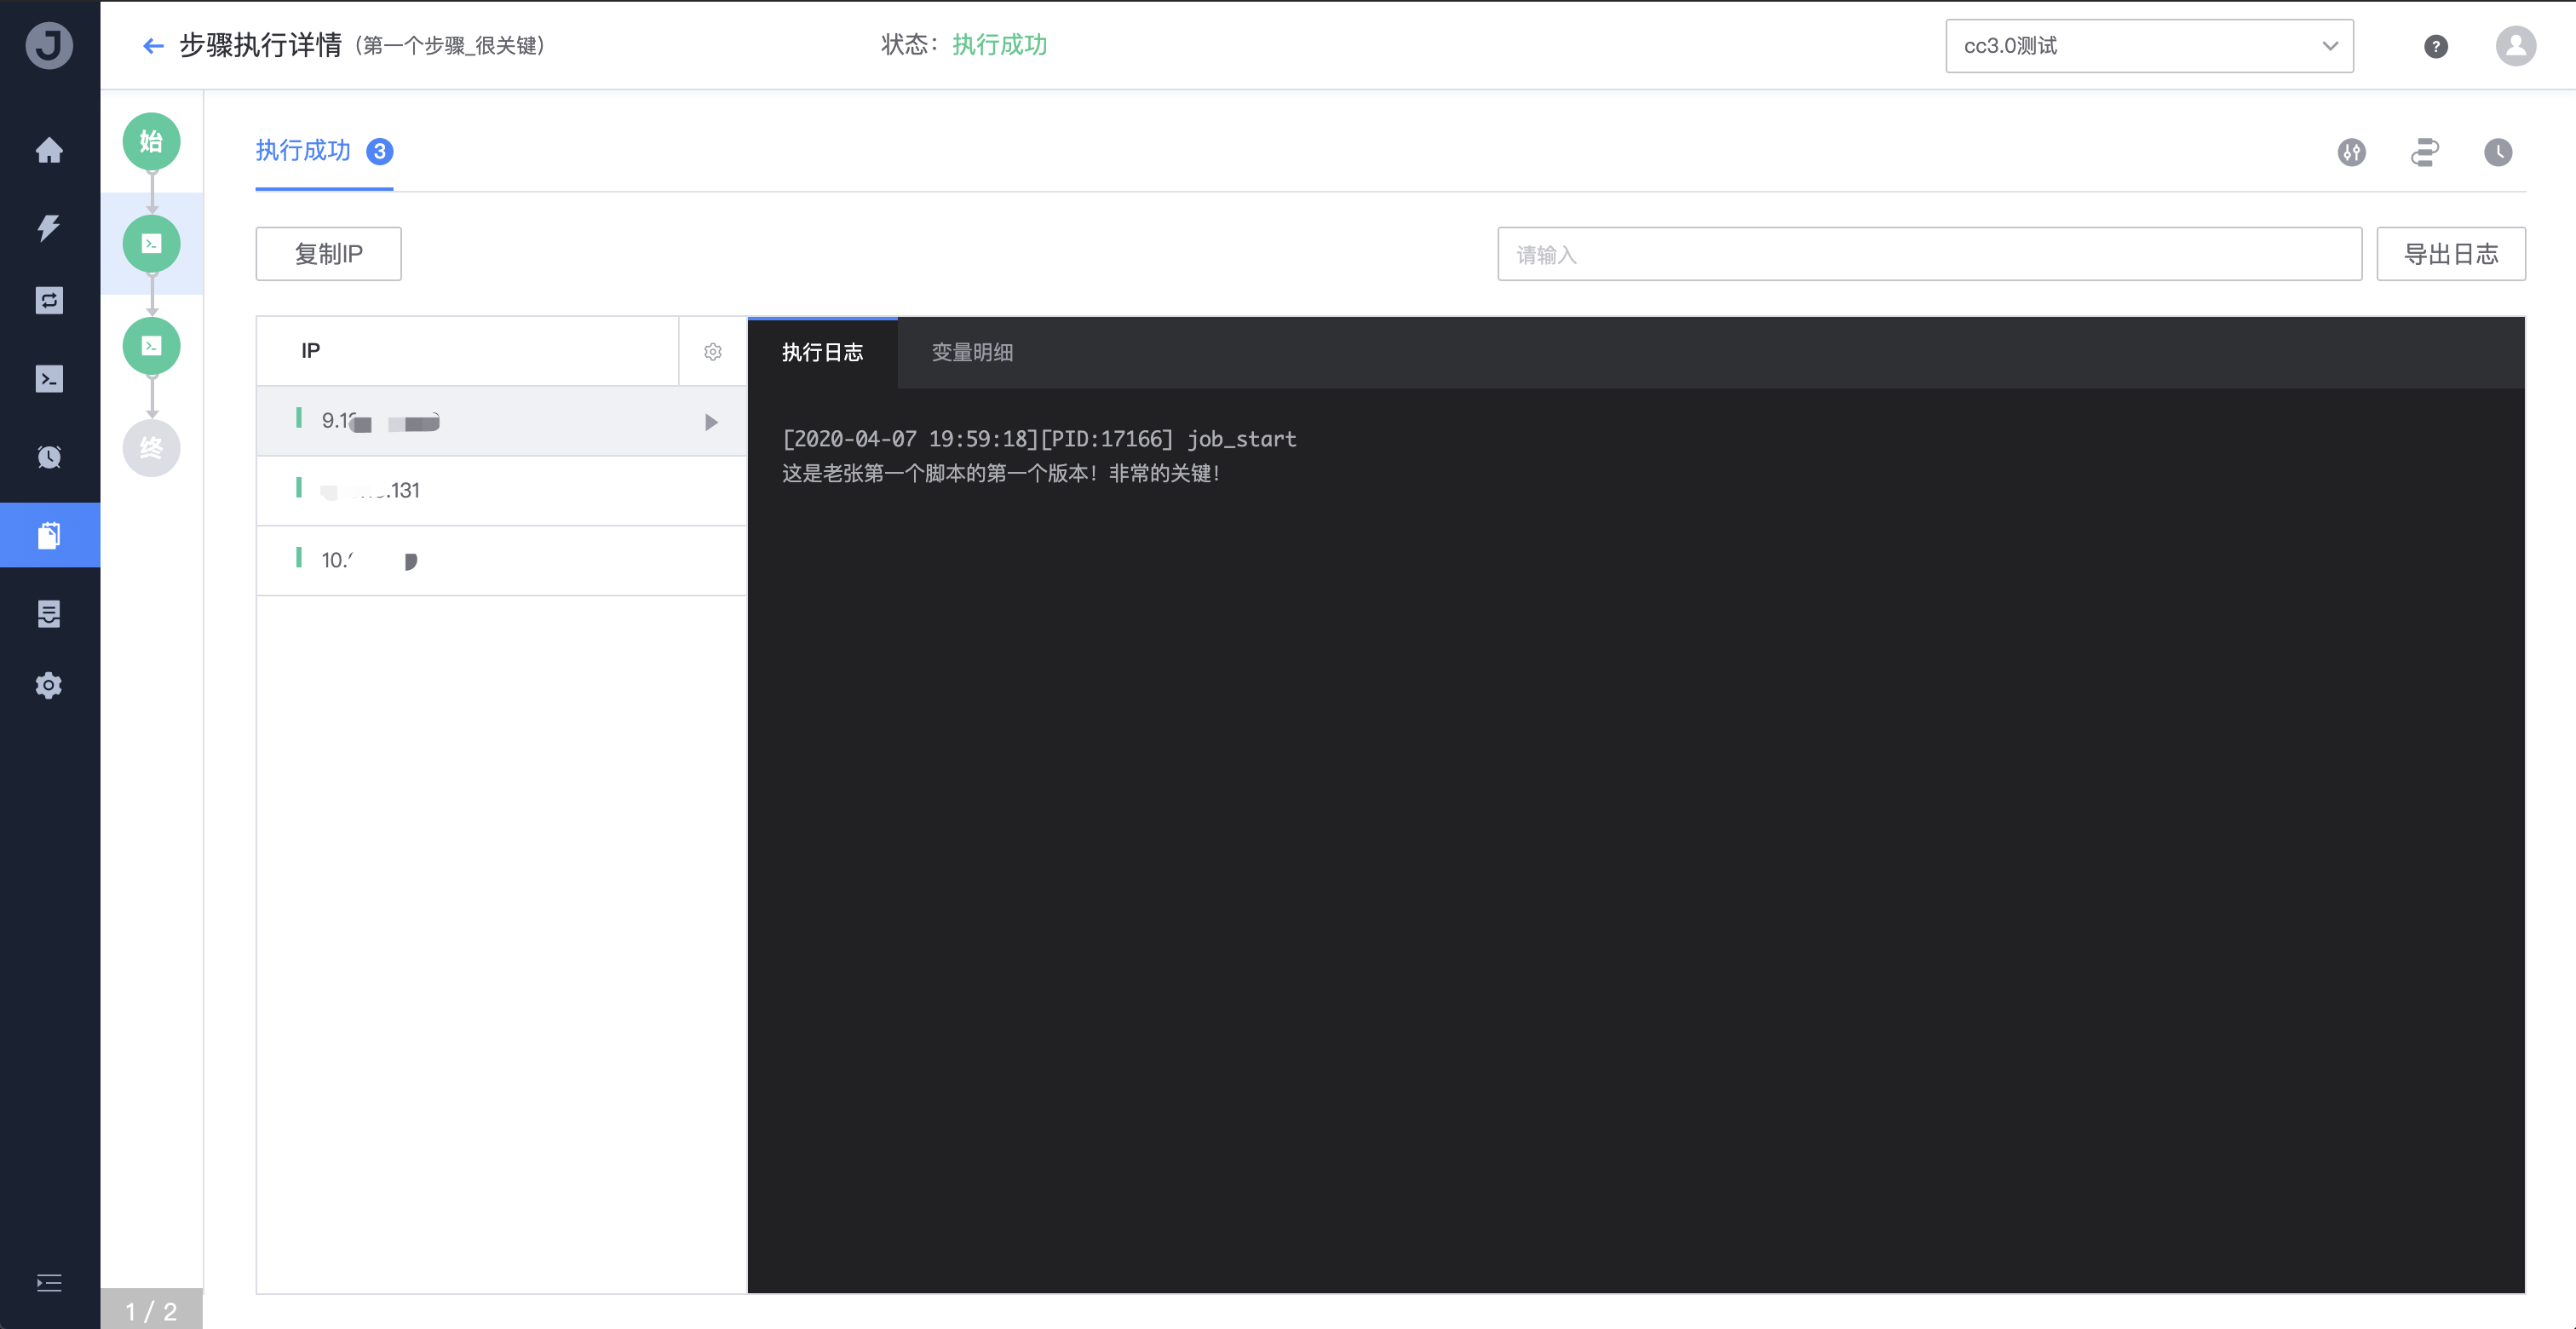 J
步骤执行详情（第一个步骤_很关键）
状态：执行成功
cc3.0测试
?
始
终
1 / 2
执行成功 3
复制IP
请输入
导出日志
IP
9.1
.131
10.
执行日志 变量明细
[2020-04-07 19:59:18][PID:17166] job_start
这是老张第一个脚本的第一个版本！非常的关键！